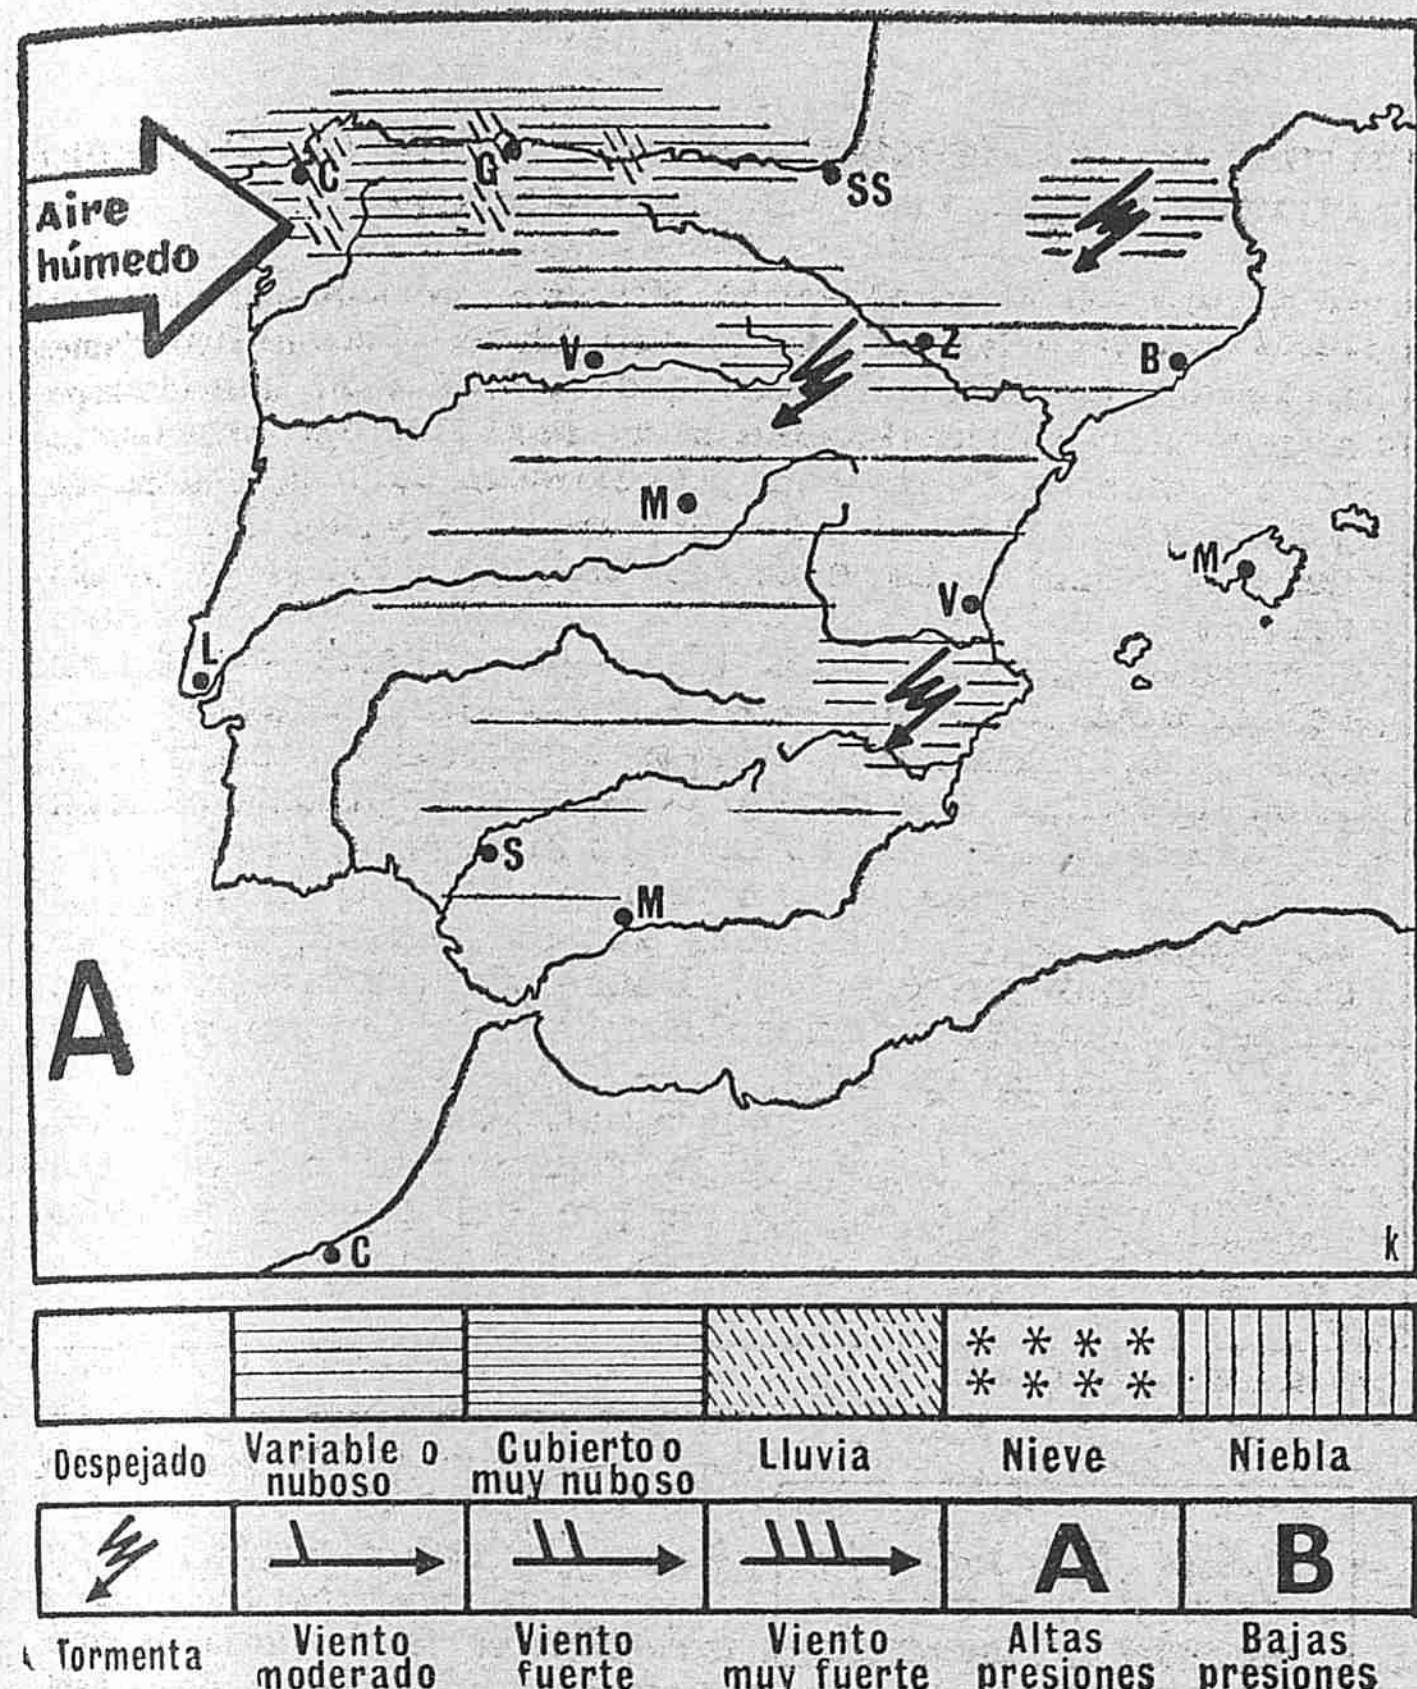 C
G
SS
Aire
húmedo
V
Z
B
M
M
V
L
S
M
A
C
k
Despejado
Variable o
nuboso
Cubierto o
muy nuboso
Lluvia
Nieve
Niebla
A
B
Tormenta
Viento
moderado
Viento
fuerte
Viento
muy fuerte
Altas
presiones
Bajas
presiones